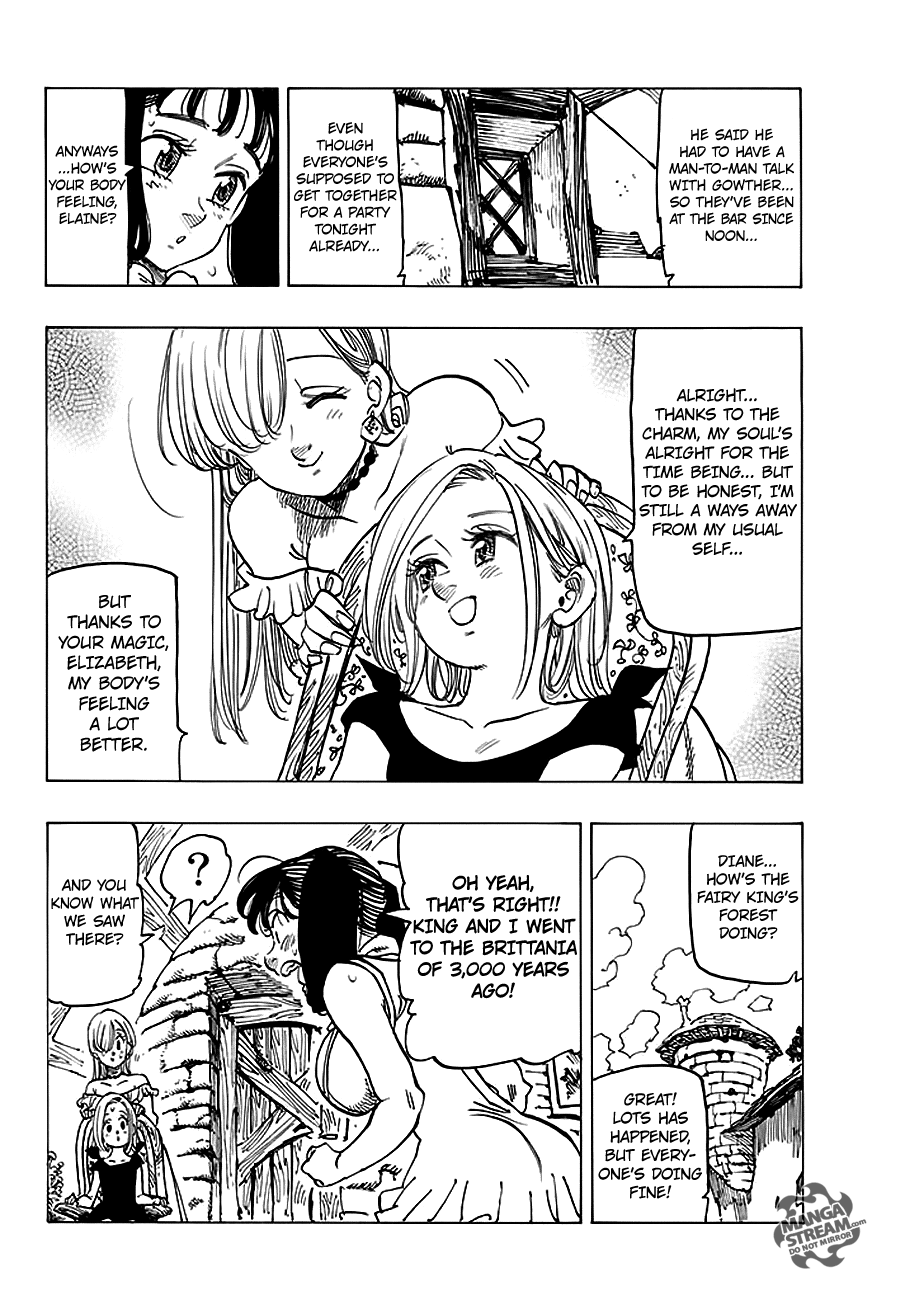 HE SAID HE
HAD TO HAVE A
MAN-TO-MAN TALK
WITH GOWTHER...
SO THEY'VE BEEN
AT THE BAR SINCE
NOON...
EVEN
THOUGH
EVERYONE'S
SUPPOSED TO
GET TOGETHER
FOR A PARTY
TONIGHT
ALREADY...
ANYWAYS
...HOW'S
YOUR BODY
FEELING,
ELAINE?
ALRIGHT...
THANKS TO THE
CHARM, MY SOUL'S
ALRIGHT FOR THE
TIME BEING... BUT
TO BE HONEST, I'M
STILL A WAYS AWAY
FROM MY USUAL
SELF...
BUT
THANKS TO
YOUR MAGIC,
ELIZABETH,
MY BODY'S
FEELING
A LOT
BETTER.
DIANE...
HOW'S THE
FAIRY KING'S
FOREST
DOING?
GREAT!
LOTS HAS
HAPPENED,
BUT EVERY-
ONE'S DOING
FINE!
OH YEAH,
THAT'S RIGHT!!
KING AND I WENT
TO THE BRITTANIA
OF 3,000 YEARS
AGO!
?
AND YOU
KNOW WHAT
WE SAW
THERE?
MANGA
STREAM.com
DO NOT MIRROR